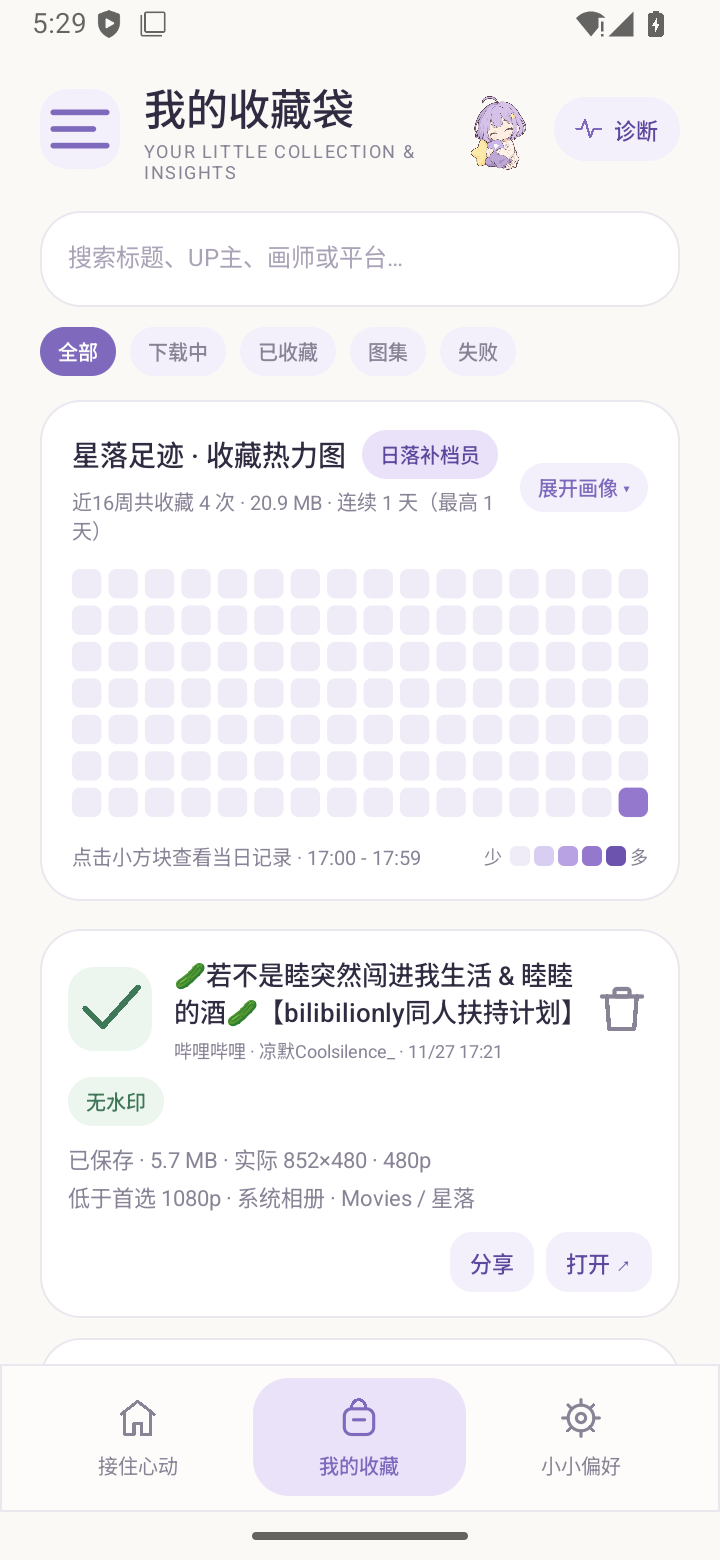 5:29
我的收藏袋
YOUR LITTLE COLLECTION &
INSIGHTS
诊断
搜索标题、UP主、画师或平台…
全部
下载中
已收藏
图集
失败
星落足迹 · 收藏热力图
日落补档员
近16周共收藏 4 次 · 20.9 MB · 连续 1 天（最高 1
天）
展开画像 ▾
点击小方块查看当日记录 · 17:00 - 17:59
少
多
🥒若不是睦突然闯进我生活 & 睦睦
的酒🥒【bilibilionly同人扶持计划】
哔哩哔哩 · 凉默Coolsilence_ · 11/27 17:21
无水印
已保存 · 5.7 MB · 实际 852×480 · 480p
低于首选 1080p · 系统相册 · Movies / 星落
分享
打开 ↗
接住心动
我的收藏
小小偏好